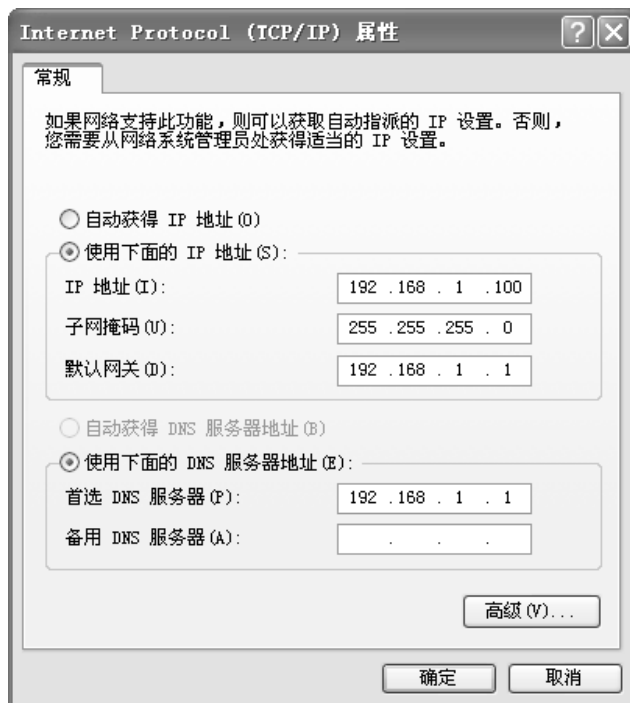 Internet Protocol (TCP/IP) 属性
常规
如果网络支持此功能，则可以获取自动指派的 IP 设置。否则，
您需要从网络系统管理员处获得适当的 IP 设置。
自动获得 IP 地址(O)
使用下面的 IP 地址(S):
IP 地址(I): 192 .168 . 1 .100
子网掩码(U): 255 .255 .255 . 0
默认网关(D): 192 .168 . 1 . 1
自动获得 DNS 服务器地址(B)
使用下面的 DNS 服务器地址(E):
首选 DNS 服务器(P): 192 .168 . 1 . 1
备用 DNS 服务器(A): . . .
高级(V)...
确定 取消